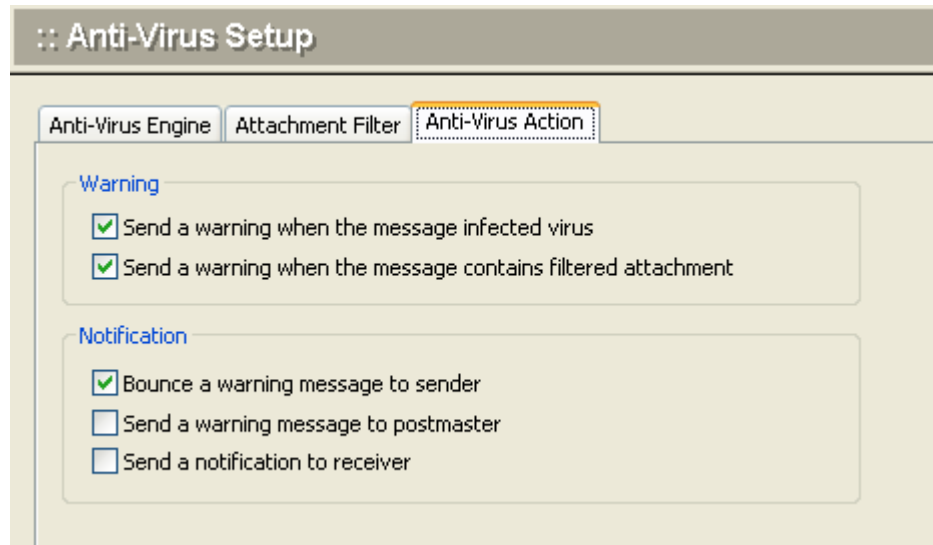 :: Anti-Virus Setup
Anti-Virus Engine Attachment Filter Anti-Virus Action
Warning
Send a warning when the message infected virus
Send a warning when the message contains filtered attachment
Notification
Bounce a warning message to sender
Send a warning message to postmaster
Send a notification to receiver